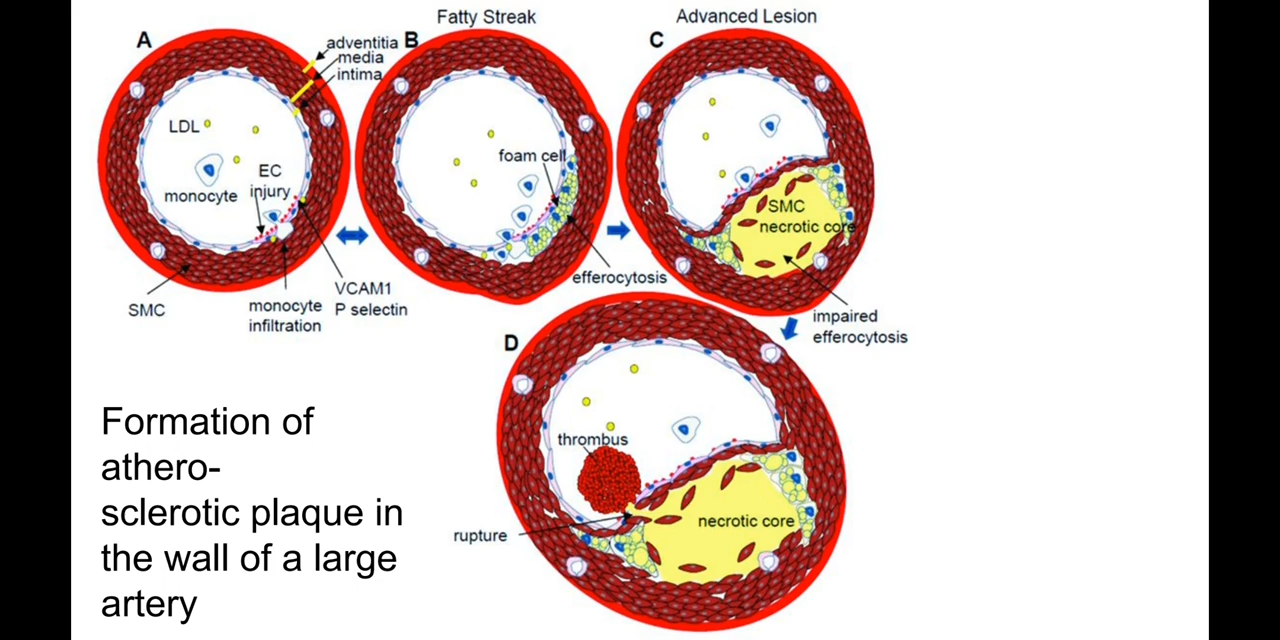 Fatty Streak
Advanced Lesion
A
adventitia
media
intima
LDL
monocyte
EC
injury
SMC
monocyte
infiltration
VCAM1
P selectin
B
foam cell
efferocytosis
C
SMC
necrotic core
impaired
efferocytosis
D
thrombus
rupture
necrotic core
Formation of
athero-
sclerotic plaque in
the wall of a large
artery